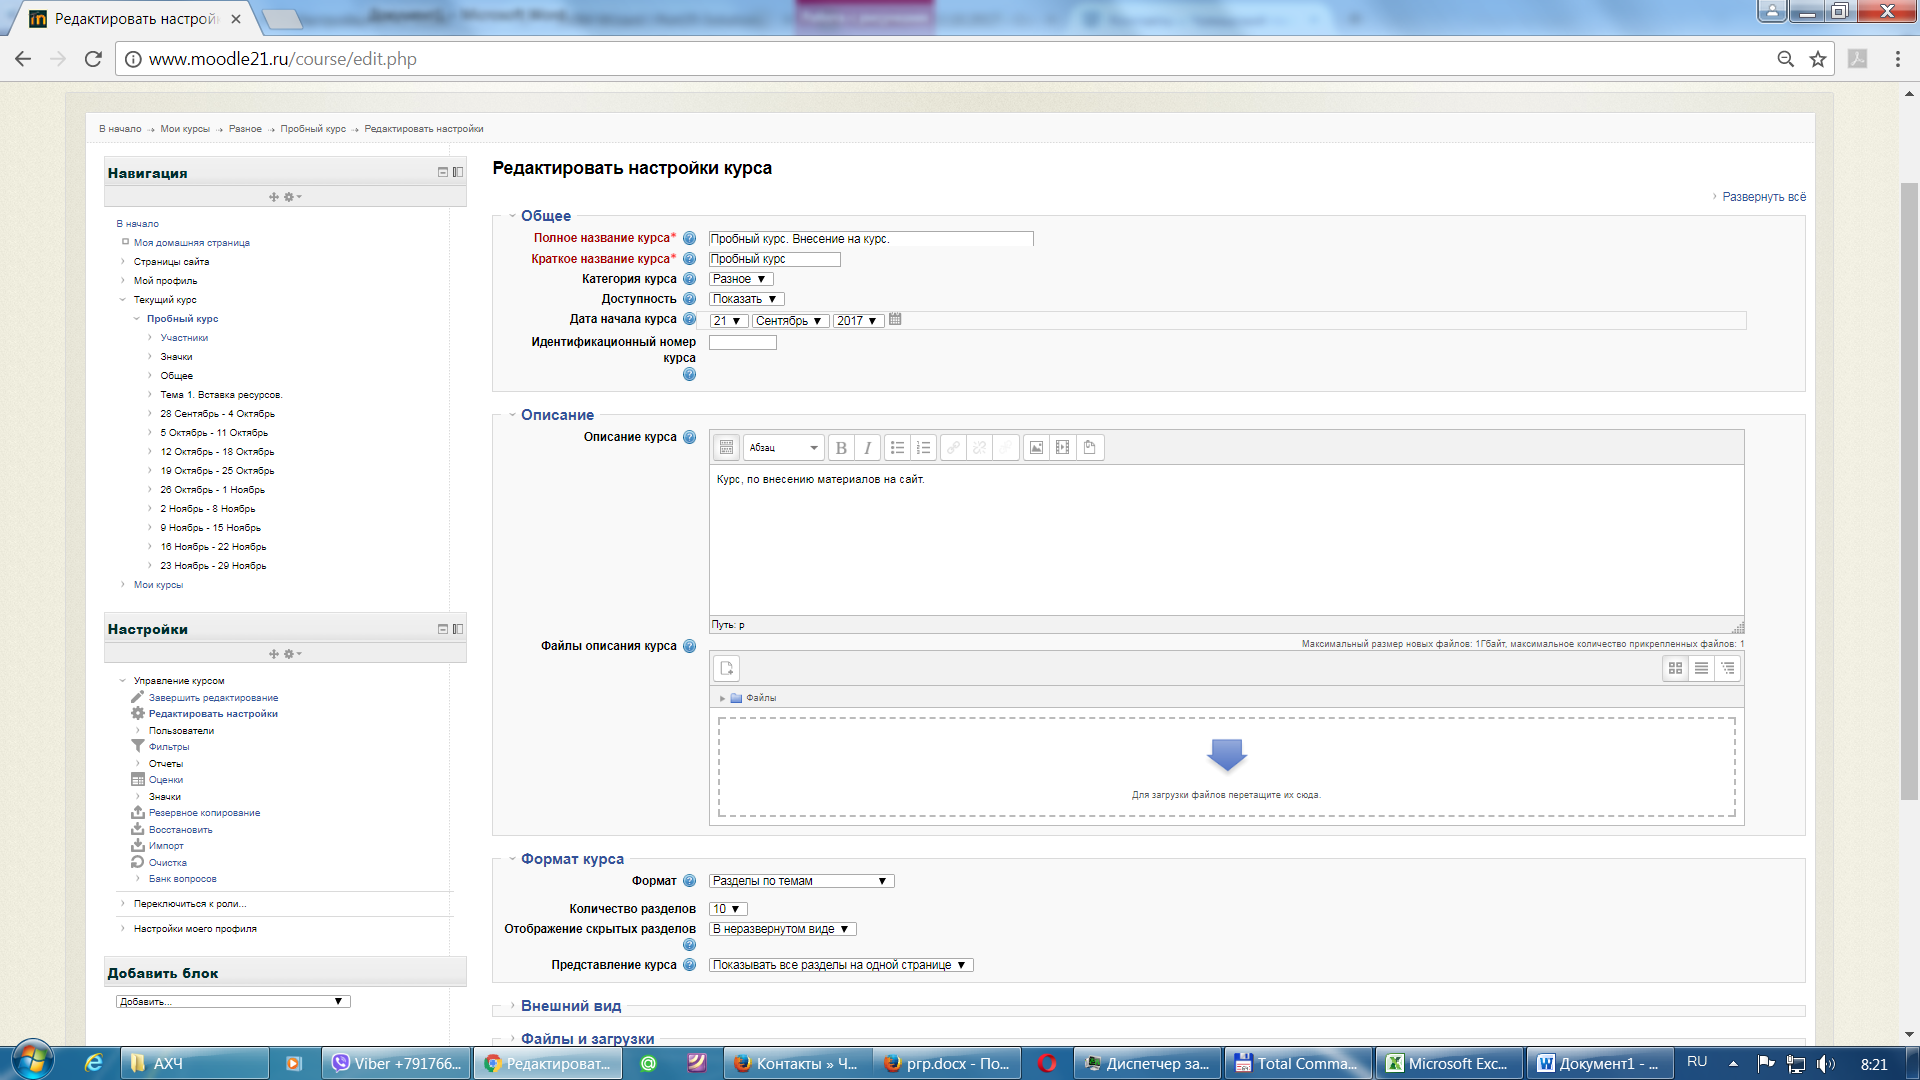 Редактировать настрой
www.moodle21.ru/course/edit.php
В начало → Мои курсы → Разное → Пробный курс → Редактировать настройки
Навигация
В начало
Моя домашняя страница
Страницы сайта
Мой профиль
Текущий курс
Пробный курс
Участники
Значки
Общее
Тема 1. Вставка ресурсов.
28 Сентябрь - 4 Октябрь
5 Октябрь - 11 Октябрь
12 Октябрь - 18 Октябрь
19 Октябрь - 25 Октябрь
26 Октябрь - 1 Ноябрь
2 Ноябрь - 8 Ноябрь
9 Ноябрь - 15 Ноябрь
16 Ноябрь - 22 Ноябрь
23 Ноябрь - 29 Ноябрь
Мои курсы
Настройки
Управление курсом
Завершить редактирование
Редактировать настройки
Пользователи
Фильтры
Отчеты
Оценки
Значки
Резервное копирование
Восстановить
Импорт
Очистка
Банк вопросов
Переключиться к роли...
Настройки моего профиля
Добавить блок
Добавить...
Редактировать настройки курса
Развернуть всё
Общее
Полное название курса* Пробный курс. Внесение на курс.
Краткое название курса* Пробный курс
Категория курса Разное
Доступность Показать
Дата начала курса 21 Сентябрь 2017
Идентификационный номер
курса
Описание
Описание курса Абзац B I
Курс, по внесению материалов на сайт.
Путь: p
Файлы описания курса Максимальный размер новых файлов: 1Гбайт, максимальное количество прикрепленных файлов: 1
Файлы
Для загрузки файлов перетащите их сюда.
Формат курса
Формат Разделы по темам
Количество разделов 10
Отображение скрытых разделов В неразвернутом виде
Представление курса Показывать все разделы на одной странице
Внешний вид
Файлы и загрузки
АХЧ Viber +791766... Редактироват... Контакты » Ч... prp.docx - По... Диспетчер за... Total Comma... Microsoft Exc... Документ1 - ... RU 8:21